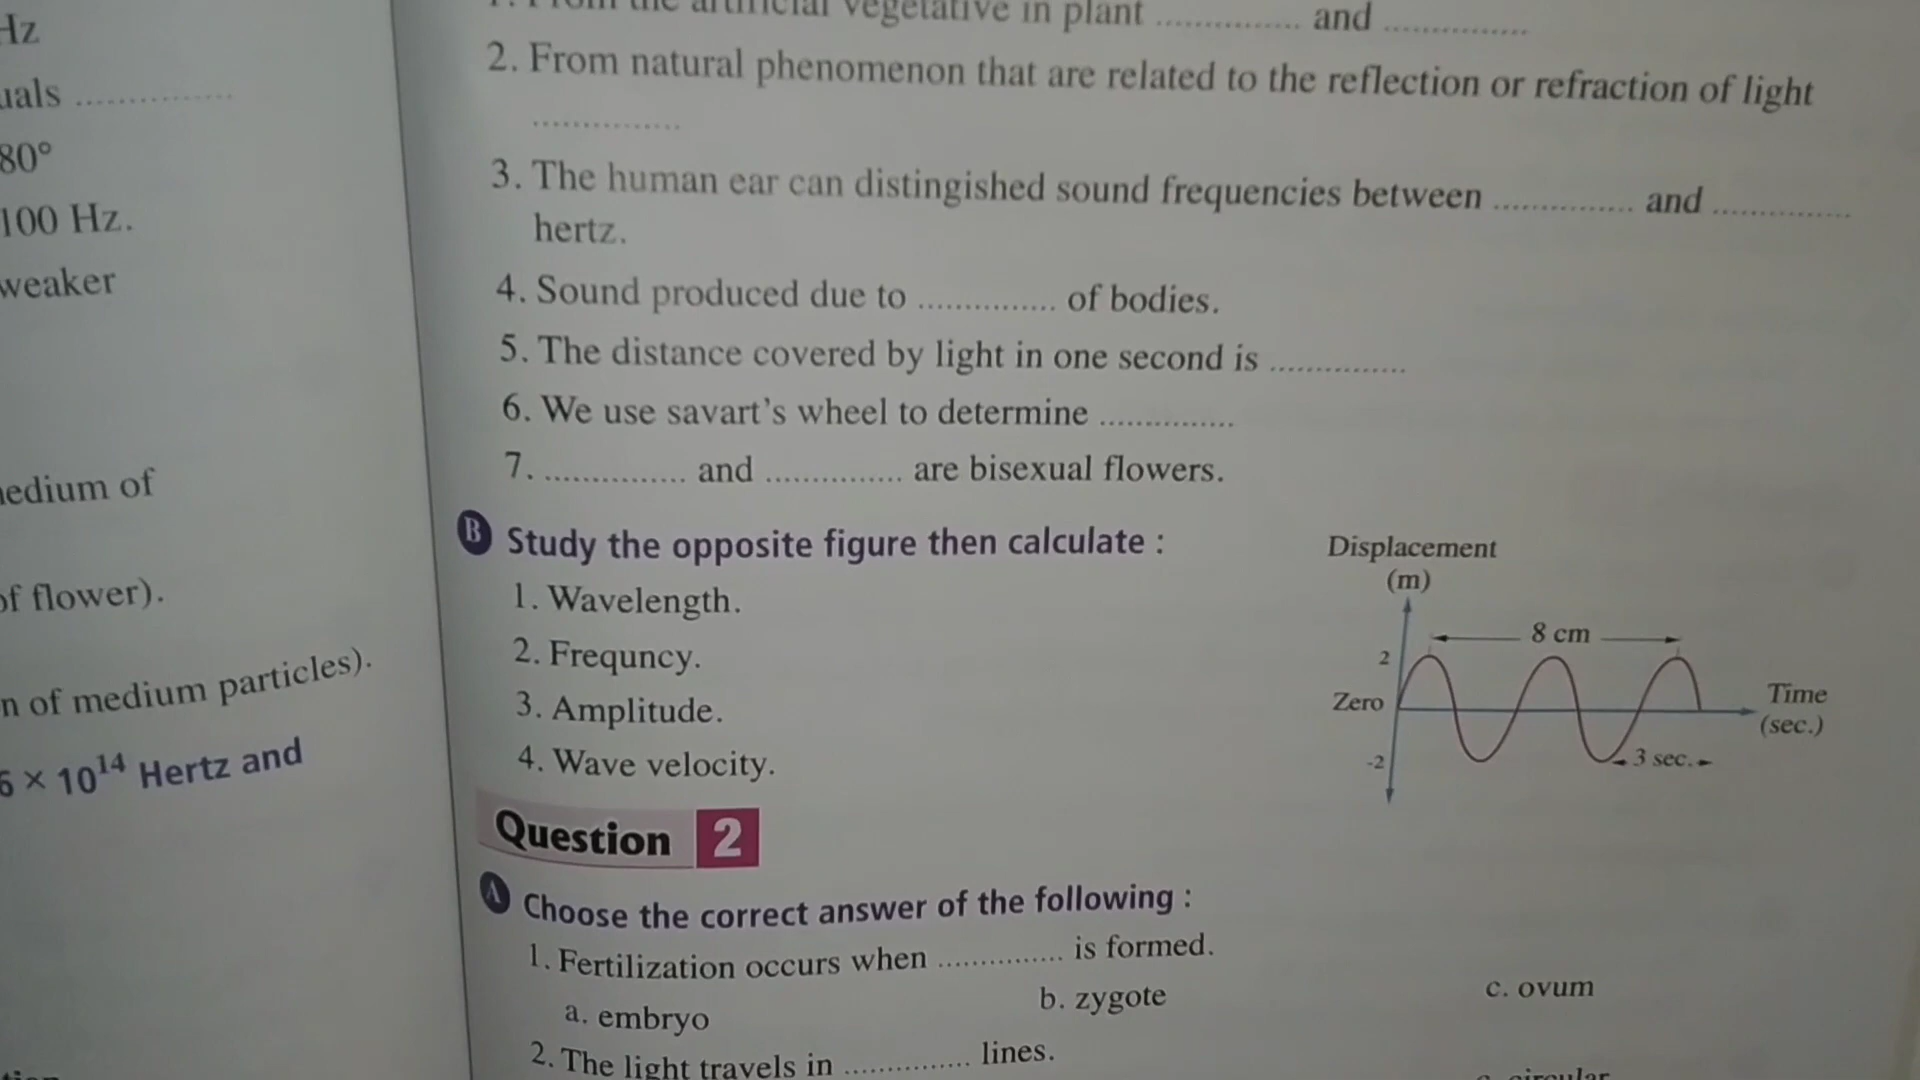 Hz
uals ...............
80°
100 Hz.
weaker
edium of
of flower).
n of medium particles).
6 × 10¹⁴ Hertz and
artificial vegetative in plant ............... and ...............
2. From natural phenomenon that are related to the reflection or refraction of light
...............
3. The human ear can distingished sound frequencies between ............... and ...............
hertz.
4. Sound produced due to ............... of bodies.
5. The distance covered by light in one second is ...............
6. We use savart's wheel to determine ...............
7. ............... and ............... are bisexual flowers.
B Study the opposite figure then calculate :
1. Wavelength.
2. Frequncy.
3. Amplitude.
4. Wave velocity.
Displacement
(m)
8 cm
2
Zero
-2
3 sec.
Time
(sec.)
Question 2
A Choose the correct answer of the following :
1. Fertilization occurs when ............... is formed.
a. embryo b. zygote c. ovum
2. The light travels in ............... lines.